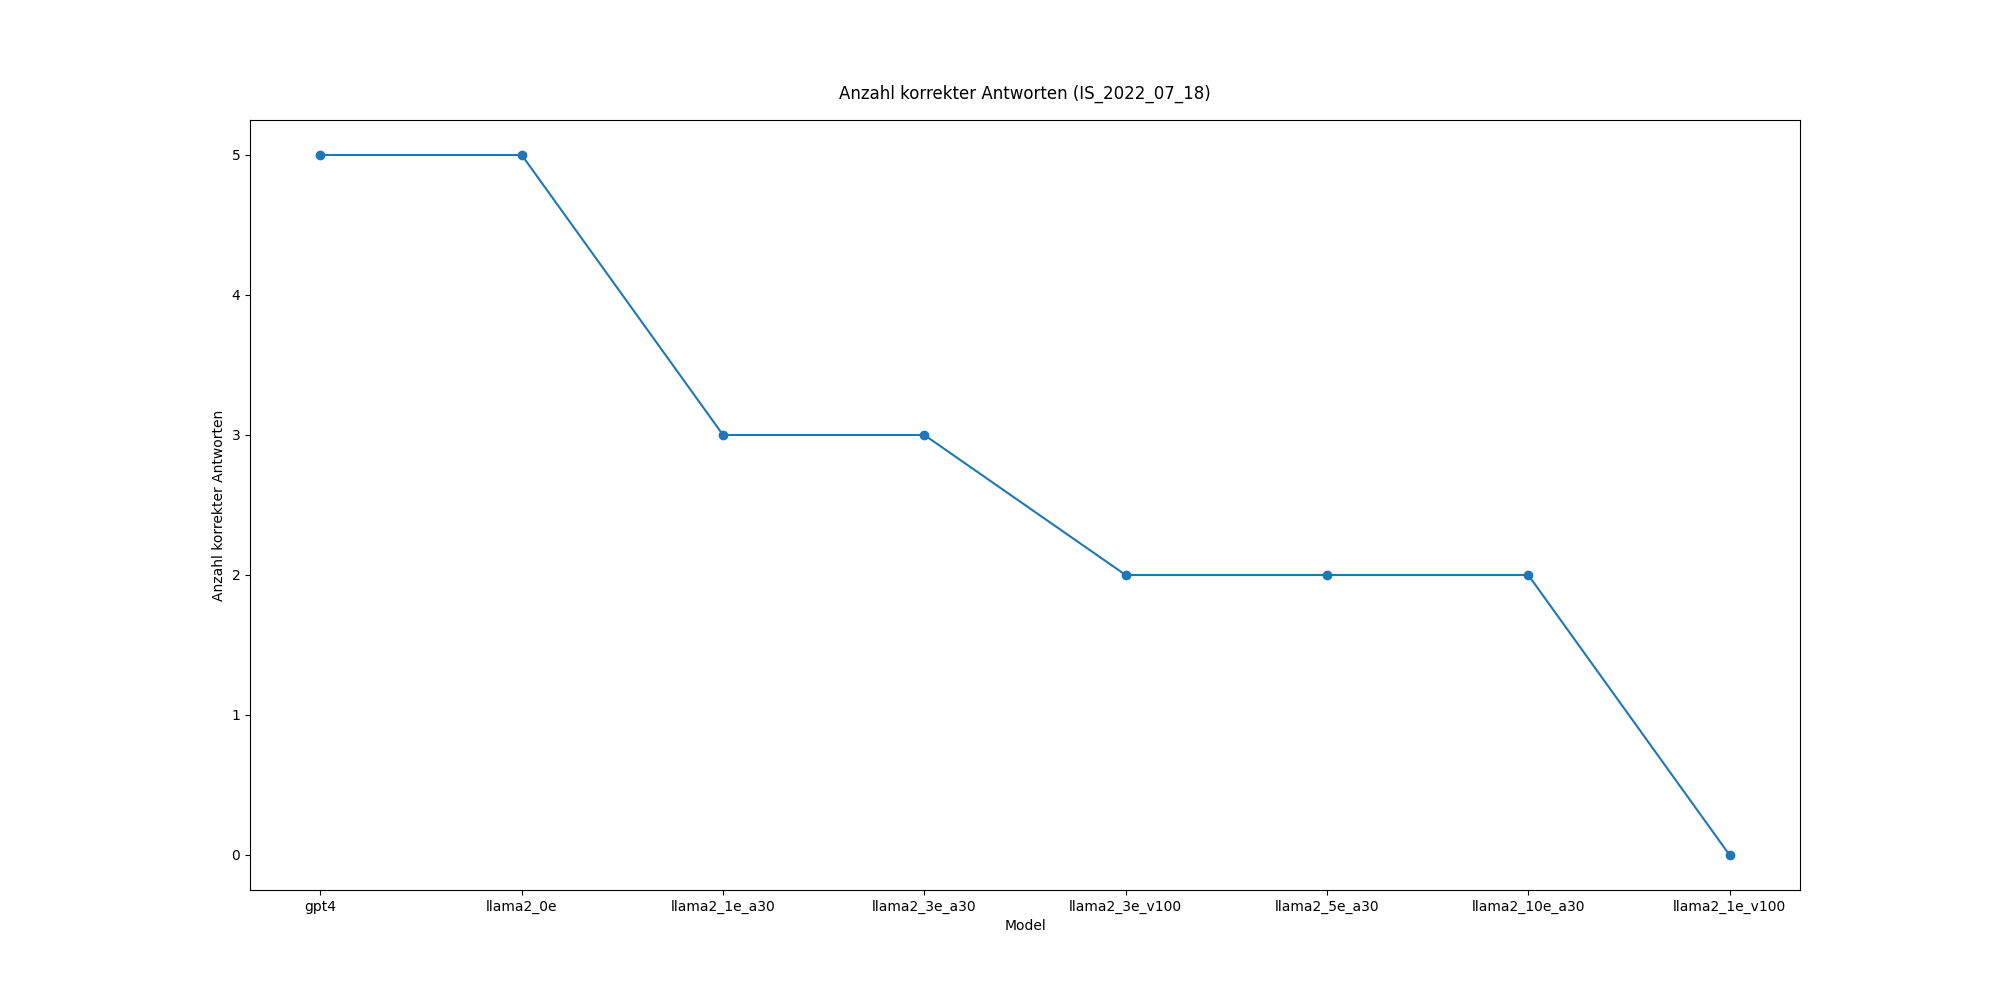 Anzahl korrekter Antworten (IS_2022_07_18)
Anzahl korrekter Antworten
5
4
3
2
1
0
gpt4 llama2_0e llama2_1e_a30 llama2_3e_a30 llama2_3e_v100 llama2_5e_a30 llama2_10e_a30 llama2_1e_v100
Model